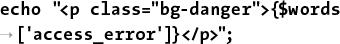 echo "<p class="bg-danger">{$words
→['access_error']}</p>";